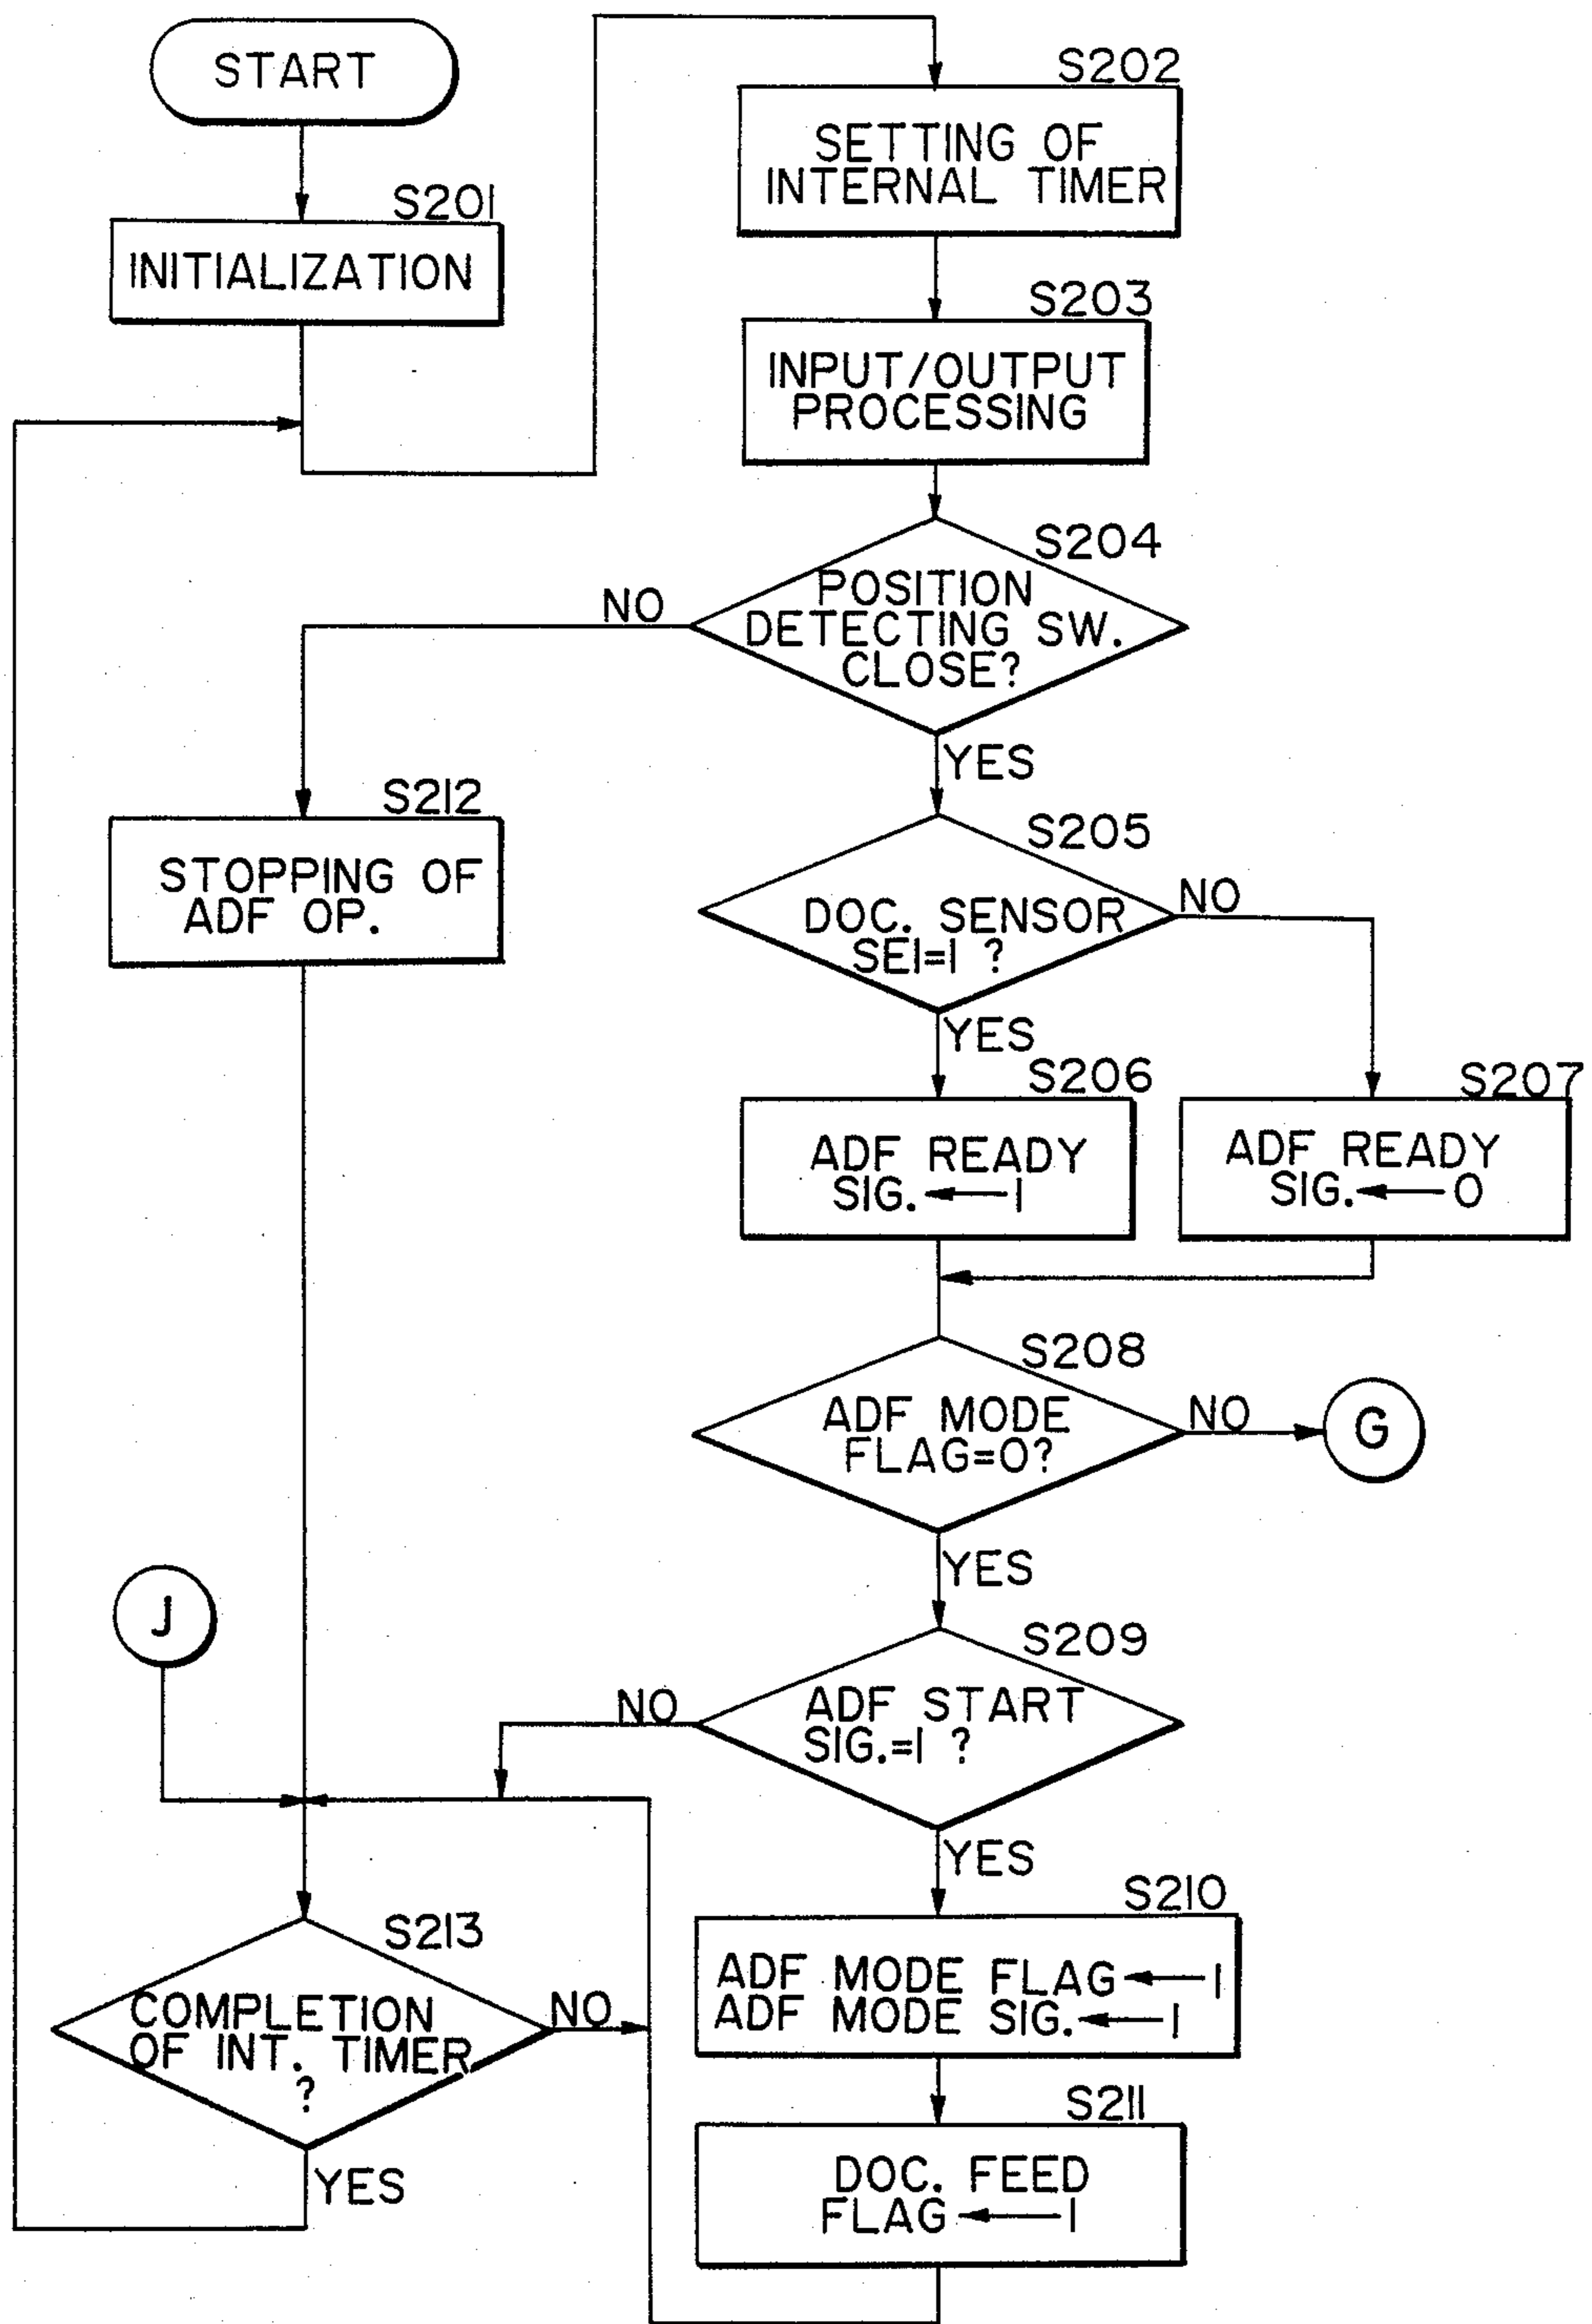 START
S201
INITIALIZATION
S202
SETTING OF
INTERNAL TIMER
S203
INPUT/OUTPUT
PROCESSING
S204
POSITION
DETECTING SW.
CLOSE?
NO
YES
S212
STOPPING OF
ADF OP.
S205
DOC. SENSOR
SE1=1 ?
NO
YES
S206
ADF READY
SIG.←1
S207
ADF READY
SIG.←0
S208
ADF MODE
FLAG=0?
NO
G
YES
J
S209
ADF START
SIG.=1 ?
NO
YES
S210
ADF MODE FLAG←1
ADF MODE SIG.←1
S213
COMPLETION
OF INT. TIMER
?
NO
YES
S211
DOC. FEED
FLAG←1